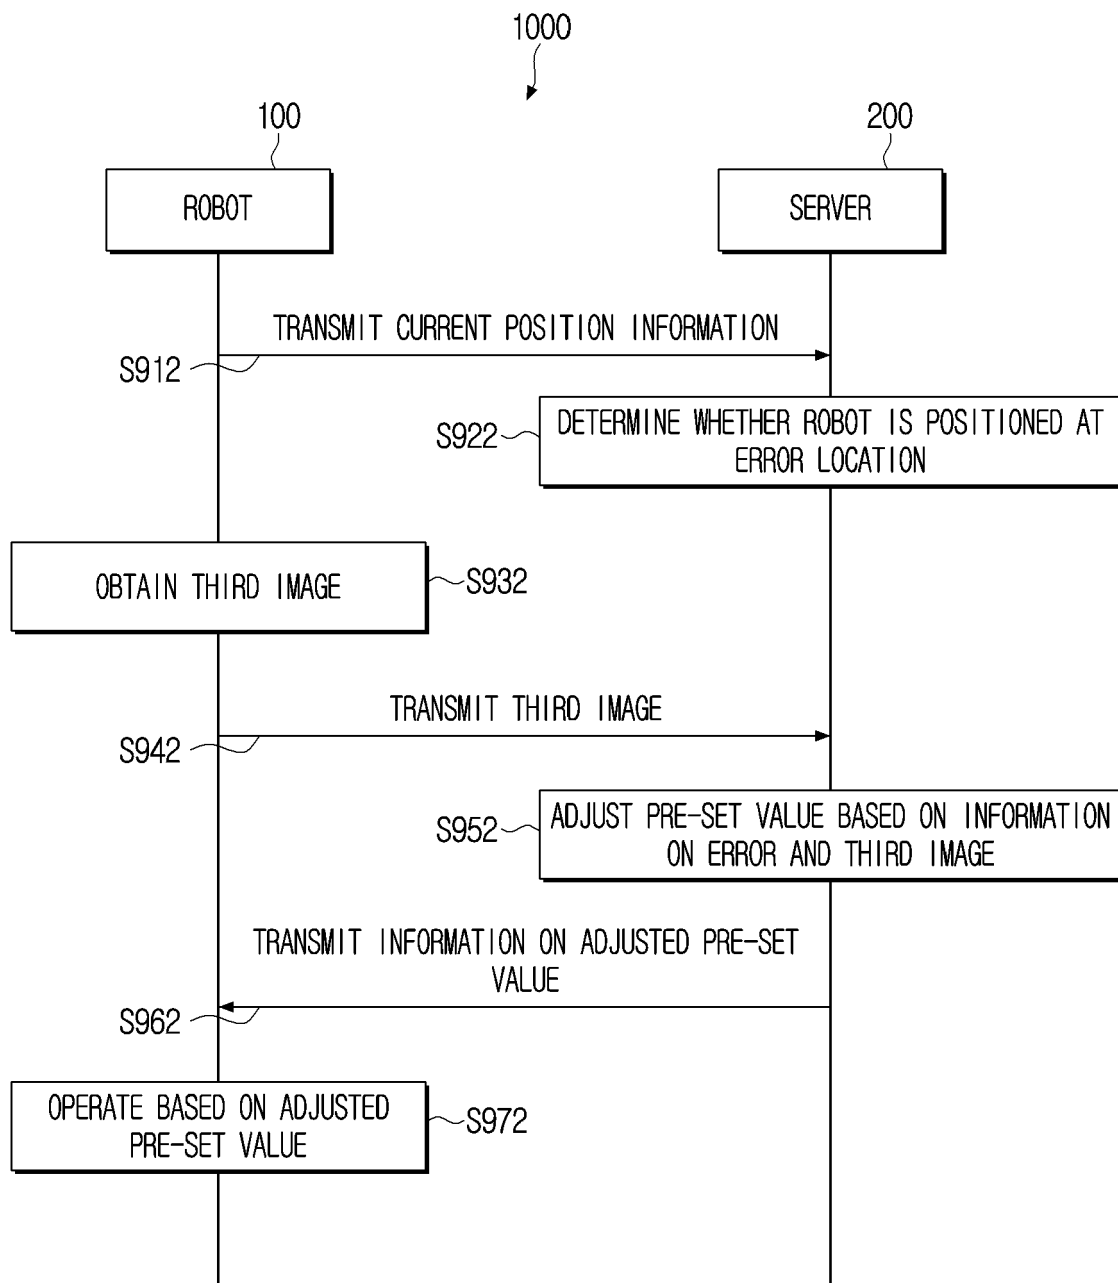 1000
100
200
ROBOT
SERVER
TRANSMIT CURRENT POSITION INFORMATION
S912
S922
DETERMINE WHETHER ROBOT IS POSITIONED AT
ERROR LOCATION
OBTAIN THIRD IMAGE
S932
TRANSMIT THIRD IMAGE
S942
S952
ADJUST PRE-SET VALUE BASED ON INFORMATION
ON ERROR AND THIRD IMAGE
TRANSMIT INFORMATION ON ADJUSTED PRE-SET
VALUE
S962
OPERATE BASED ON ADJUSTED
PRE-SET VALUE
S972